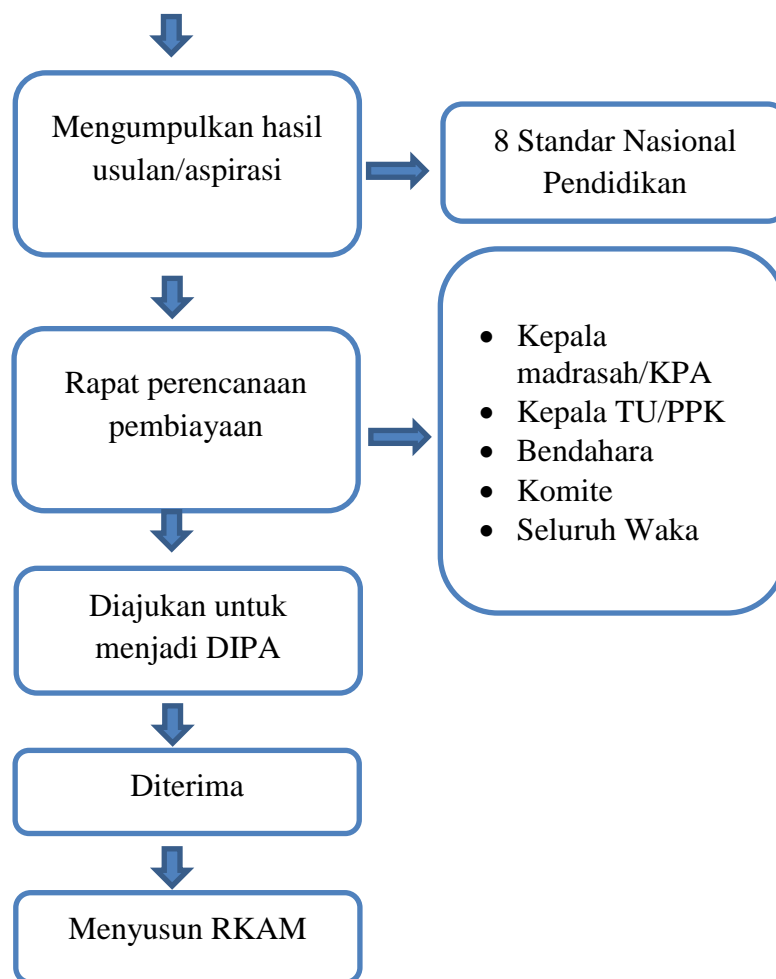 Mengumpulkan hasil
usulan/aspirasi
8 Standar Nasional
Pendidikan
Rapat perencanaan
pembiayaan
• Kepala
madrasah/KPA
• Kepala TU/PPK
• Bendahara
• Komite
• Seluruh Waka
Diajukan untuk
menjadi DIPA
Diterima
Menyusun RKAM